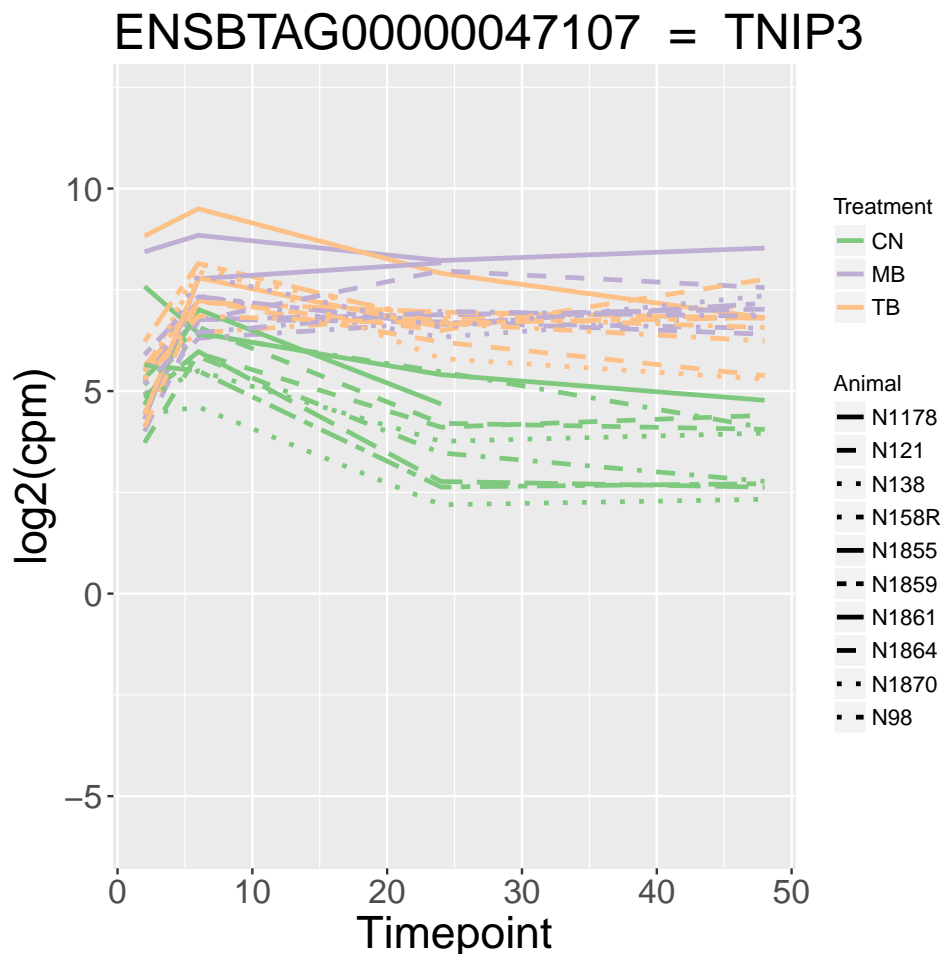 ENSBTAG00000047107 = TNIP3
log2(cpm)
10
5
0
−5
0 10 20 30 40 50
Timepoint
Treatment
CN
MB
TB
Animal
N1178
N121
N138
N158R
N1855
N1859
N1861
N1864
N1870
N98